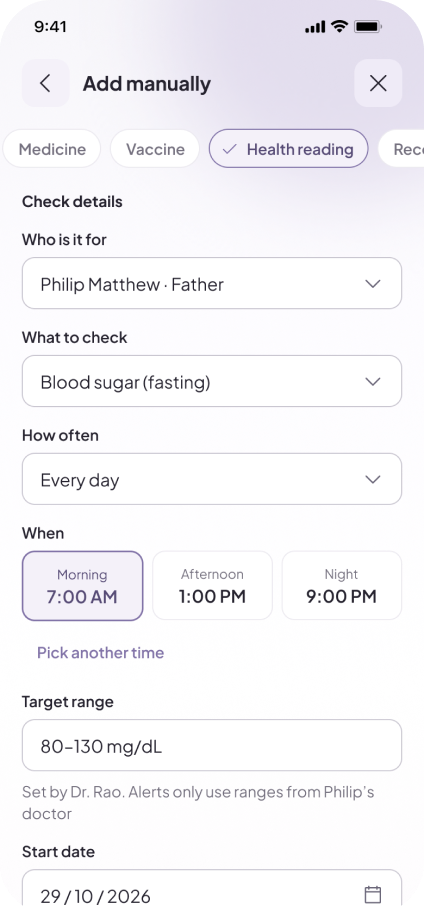 9:41
Add manually
Medicine
Vaccine
Health reading
Check details
Who is it for
Philip Matthew · Father
What to check
Blood sugar (fasting)
How often
Every day
When
Morning
7:00 AM
Afternoon
1:00 PM
Night
9:00 PM
Pick another time
Target range
80–130 mg/dL
Set by Dr. Rao. Alerts only use ranges from Philip's
doctor
Start date
29 / 10 / 2026